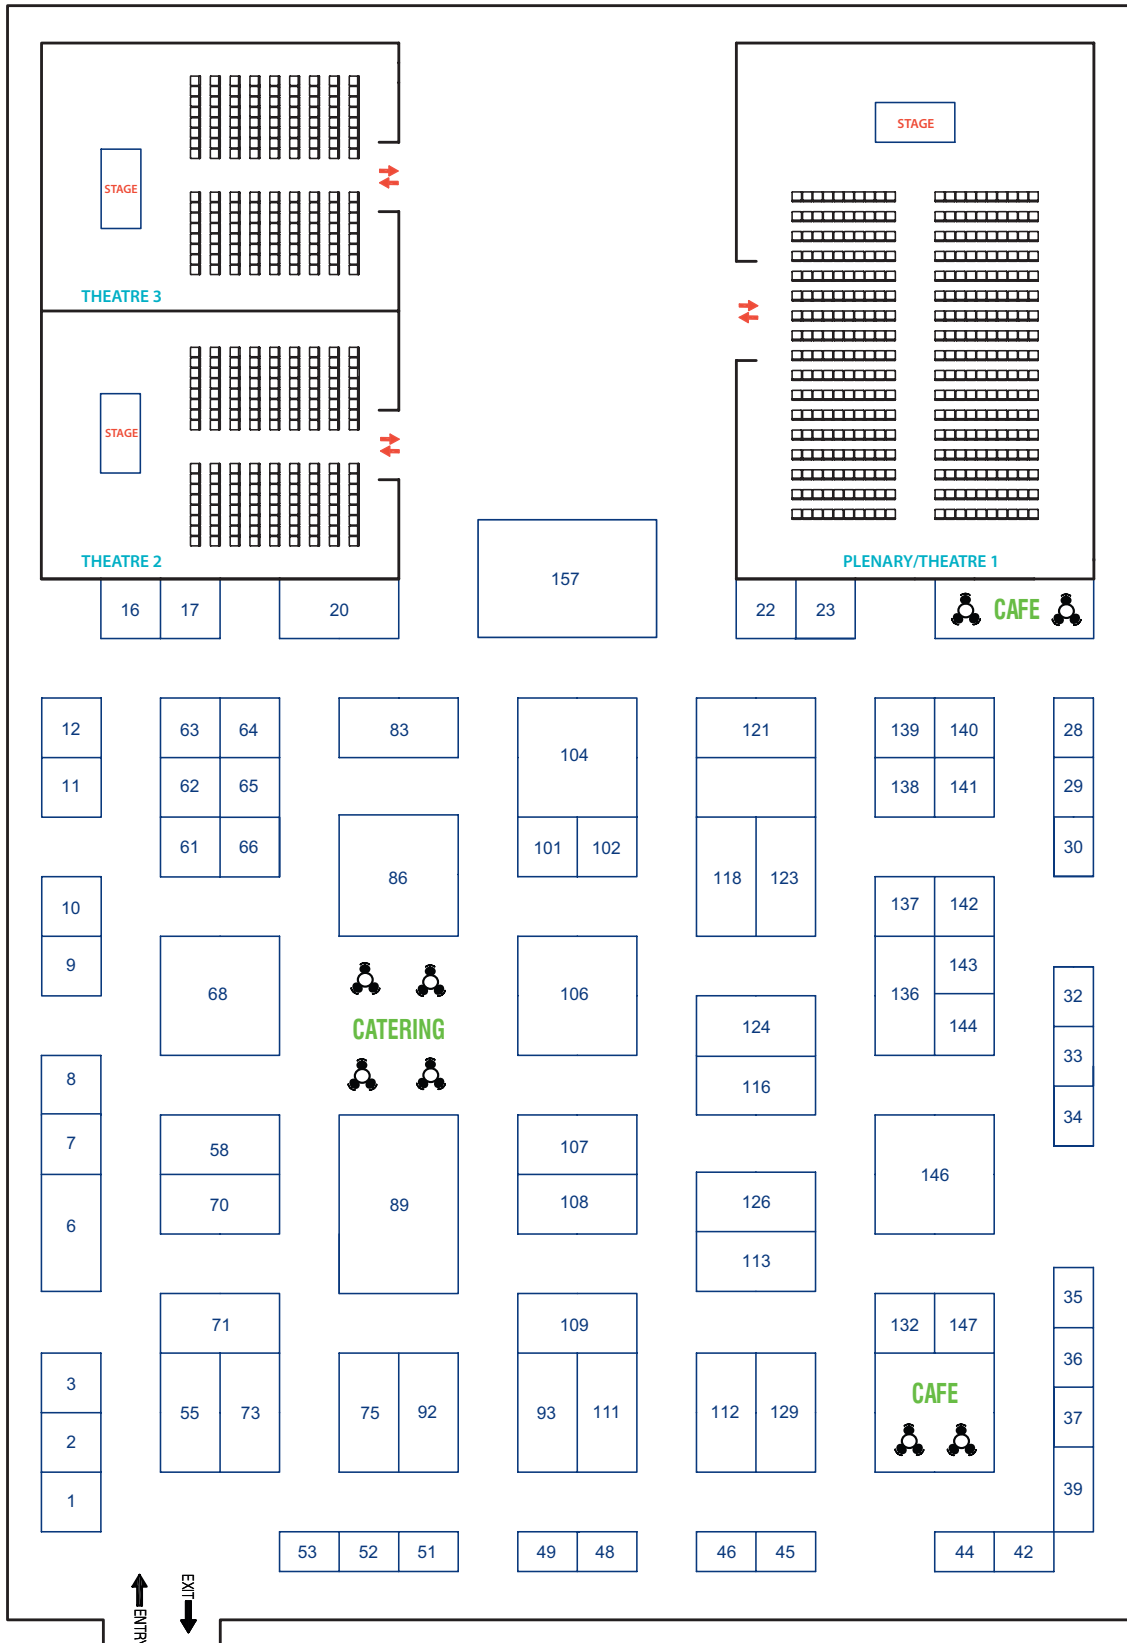 STAGE
STAGE
THEATRE 3
STAGE
THEATRE 2
PLENARY/THEATRE 1
157
16 17 20 22 23 CAFE
12 63 64 83 104 121 139 140 28
11 62 65 138 141 29
61 66 86 101 102 118 123 30
10 137 142
9 68 106 136 143 32
CATERING 124 144 33
8 116 34
7 58 89 107 146
6 70 108 126
113
71 109 132 147 35
3 55 73 75 92 93 111 112 129 CAFE 36
2 37
1 39
53 52 51 49 48 46 45 44 42
EXIT
ENTRY